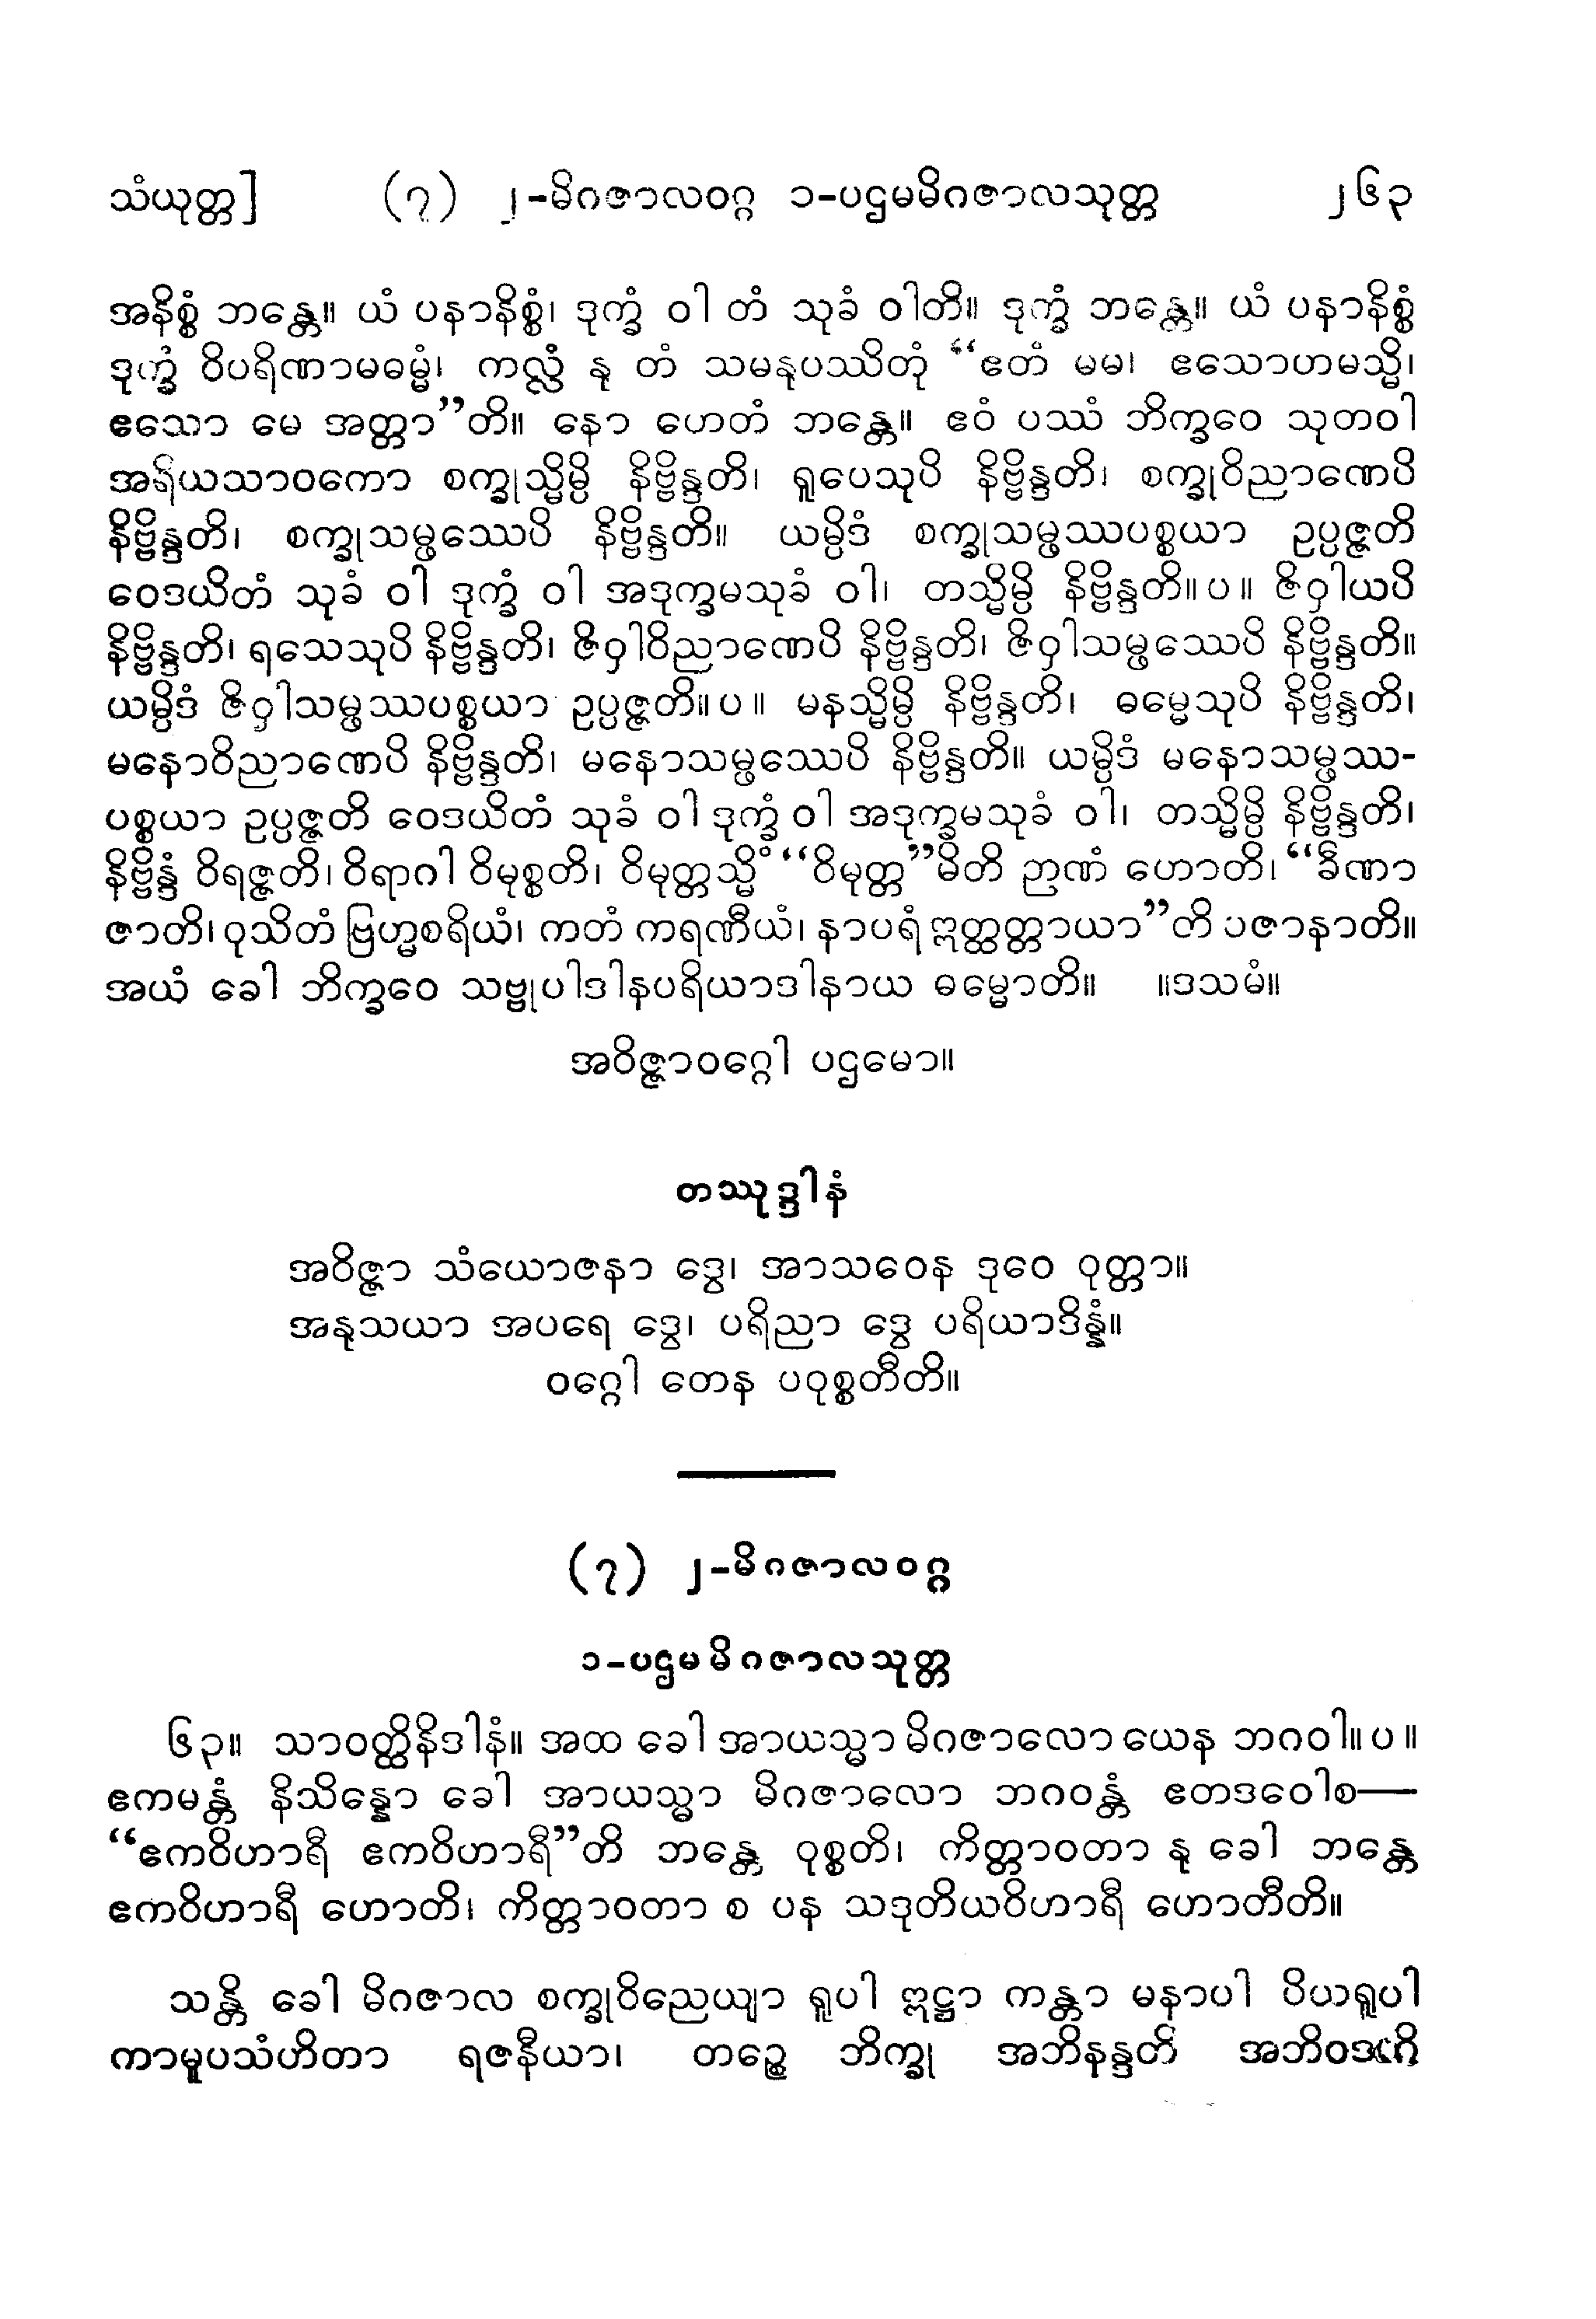 သံယုတ္တ] (၇) ၂-မိဂဇာလဝဂ္ဂ ၁-ပဌမမိဂဇာလသုတ္တ ၂၆၃
အနိစ္စံ ဘန္တေ။ ယံ ပနာနိစ္စံ၊ ဒုက္ခံ ဝါ တံ သုခံ ဝါတိ။ ဒုက္ခံ ဘန္တေ။ ယံ ပနာနိစ္စံ
ဒုက္ခံ ဝိပရိဏာမဓမ္မံ၊ ကလ္လံ နု တံ သမနုပဿိတုံ “ဧတံ မမ၊ ဧသောဟမသ္မိ၊
ဧသော မေ အတ္တာ”တိ။ နော ဟေတံ ဘန္တေ။ ဧဝံ ပဿံ ဘိက္ခဝေ သုတဝါ
အရိယသာဝကော စက္ခုသ္မိမ္ပိ နိဗ္ဗိန္ဒတိ၊ ရူပေသုပိ နိဗ္ဗိန္ဒတိ၊ စက္ခုဝိညာဏေပိ
နိဗ္ဗိန္ဒတိ၊ စက္ခုသမ္ဖဿေပိ နိဗ္ဗိန္ဒတိ။ ယမ္ပိဒံ စက္ခုသမ္ဖဿပစ္စယာ ဥပ္ပဇ္ဇတိ
ဝေဒယိတံ သုခံ ဝါ ဒုက္ခံ ဝါ အဒုက္ခမသုခံ ဝါ၊ တသ္မိမ္ပိ နိဗ္ဗိန္ဒတိ။ပ။ ဇိဝှါယပိ
နိဗ္ဗိန္ဒတိ၊ ရသေသုပိ နိဗ္ဗိန္ဒတိ၊ ဇိဝှါဝိညာဏေပိ နိဗ္ဗိန္ဒတိ၊ ဇိဝှါသမ္ဖဿေပိ နိဗ္ဗိန္ဒတိ။
ယမ္ပိဒံ ဇိဝှါသမ္ဖဿပစ္စယာ ဥပ္ပဇ္ဇတိ။ပ။ မနသ္မိမ္ပိ နိဗ္ဗိန္ဒတိ၊ ဓမ္မေသုပိ နိဗ္ဗိန္ဒတိ၊
မနောဝိညာဏေပိ နိဗ္ဗိန္ဒတိ၊ မနောသမ္ဖဿေပိ နိဗ္ဗိန္ဒတိ။ ယမ္ပိဒံ မနောသမ္ဖဿ-
ပစ္စယာ ဥပ္ပဇ္ဇတိ ဝေဒယိတံ သုခံ ဝါ ဒုက္ခံ ဝါ အဒုက္ခမသုခံ ဝါ၊ တသ္မိမ္ပိ နိဗ္ဗိန္ဒတိ၊
နိဗ္ဗိန္ဒံ ဝိရဇ္ဇတိ၊ ဝိရာဂါ ဝိမုစ္စတိ၊ ဝိမုတ္တသ္မိံ “ဝိမုတ္တ”မိတိ ဉာဏံ ဟောတိ၊ “ခီဏာ
ဇာတိ၊ ဝုသိတံ ဗြဟ္မစရိယံ၊ ကတံ ကရဏီယံ၊ နာပရံ ဣတ္ထတ္တာယာ”တိ ပဇာနာတိ။
အယံ ခေါ ဘိက္ခဝေ သဗ္ဗုပါဒါနပရိယာဒါနာယ ဓမ္မောတိ။ ။ဒသမံ။
အဝိဇ္ဇာဝဂ္ဂေါ ပဌမော။
တဿုဒ္ဒါနံ
အဝိဇ္ဇာ သံယောဇနာ ဒွေ၊ အာသဝေန ဒုဝေ ဝုတ္တာ။
အနုသယာ အပရေ ဒွေ၊ ပရိညာ ဒွေ ပရိယာဒိန္နံ။
ဝဂ္ဂေါ တေန ပဝုစ္စတီတိ။
(၇) ၂-မိဂဇာလဝဂ္ဂ
၁-ပဌမမိဂဇာလသုတ္တ
၆၃။ သာဝတ္ထိနိဒါနံ။ အထ ခေါ အာယသ္မာ မိဂဇာလော ယေန ဘဂဝါ။ပ။
ဧကမန္တံ နိသိန္နော ခေါ အာယသ္မာ မိဂဇာလော ဘဂဝန္တံ ဧတဒဝေါစ—
“ဧကဝိဟာရီ ဧကဝိဟာရီ”တိ ဘန္တေ ဝုစ္စတိ၊ ကိတ္တာဝတာ နု ခေါ ဘန္တေ
ဧကဝိဟာရီ ဟောတိ၊ ကိတ္တာဝတာ စ ပန သဒုတိယဝိဟာရီ ဟောတီတိ။
သန္တိ ခေါ မိဂဇာလ စက္ခုဝိညေယျာ ရူပါ ဣဋ္ဌာ ကန္တာ မနာပါ ပိယရူပါ
ကာမူပသံဟိတာ ရဇနီယာ၊ တဉ္စေ ဘိက္ခု အဘိနန္ဒတိ အဘိဝဒတိ